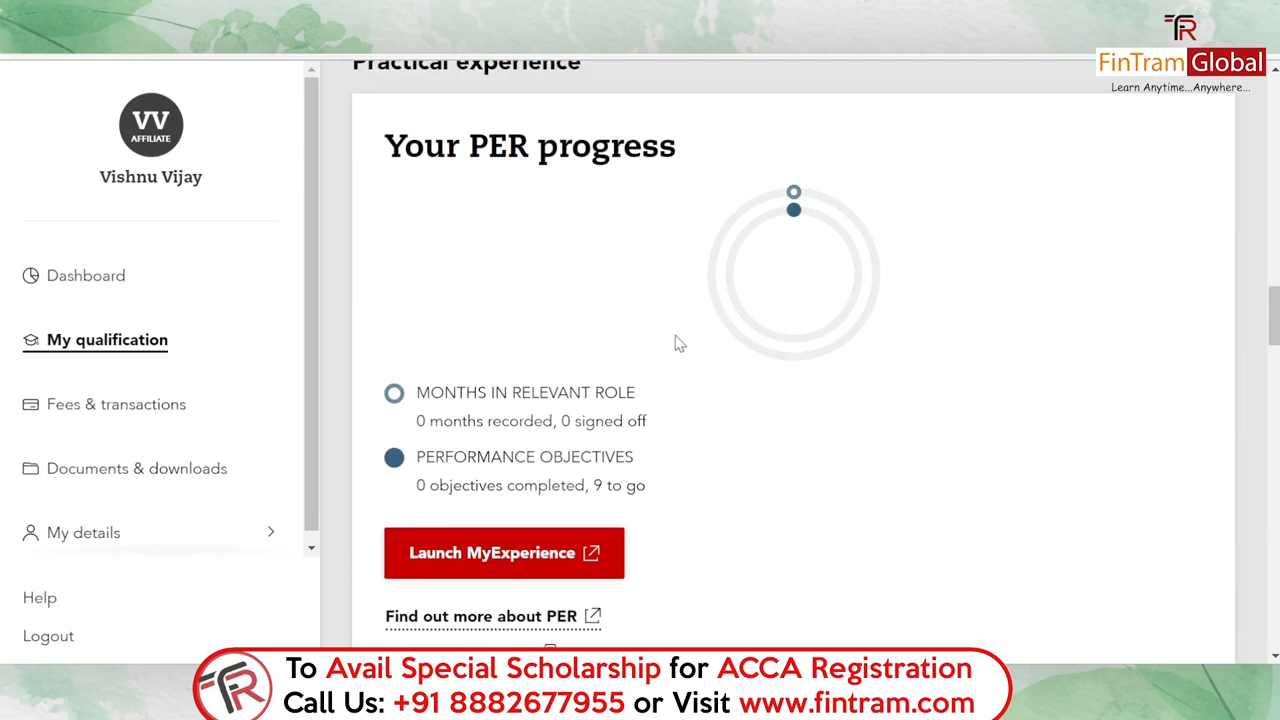 FR
FinTram Global
Learn Anytime...Anywhere...
Practical experience
VV
AFFILIATE
Vishnu Vijay
Dashboard
My qualification
Fees & transactions
Documents & downloads
My details
Help
Logout
Your PER progress
MONTHS IN RELEVANT ROLE
0 months recorded, 0 signed off
PERFORMANCE OBJECTIVES
0 objectives completed, 9 to go
Launch MyExperience
Find out more about PER
FR
To Avail Special Scholarship for ACCA Registration
Call Us: +91 8882677955 or Visit www.fintram.com